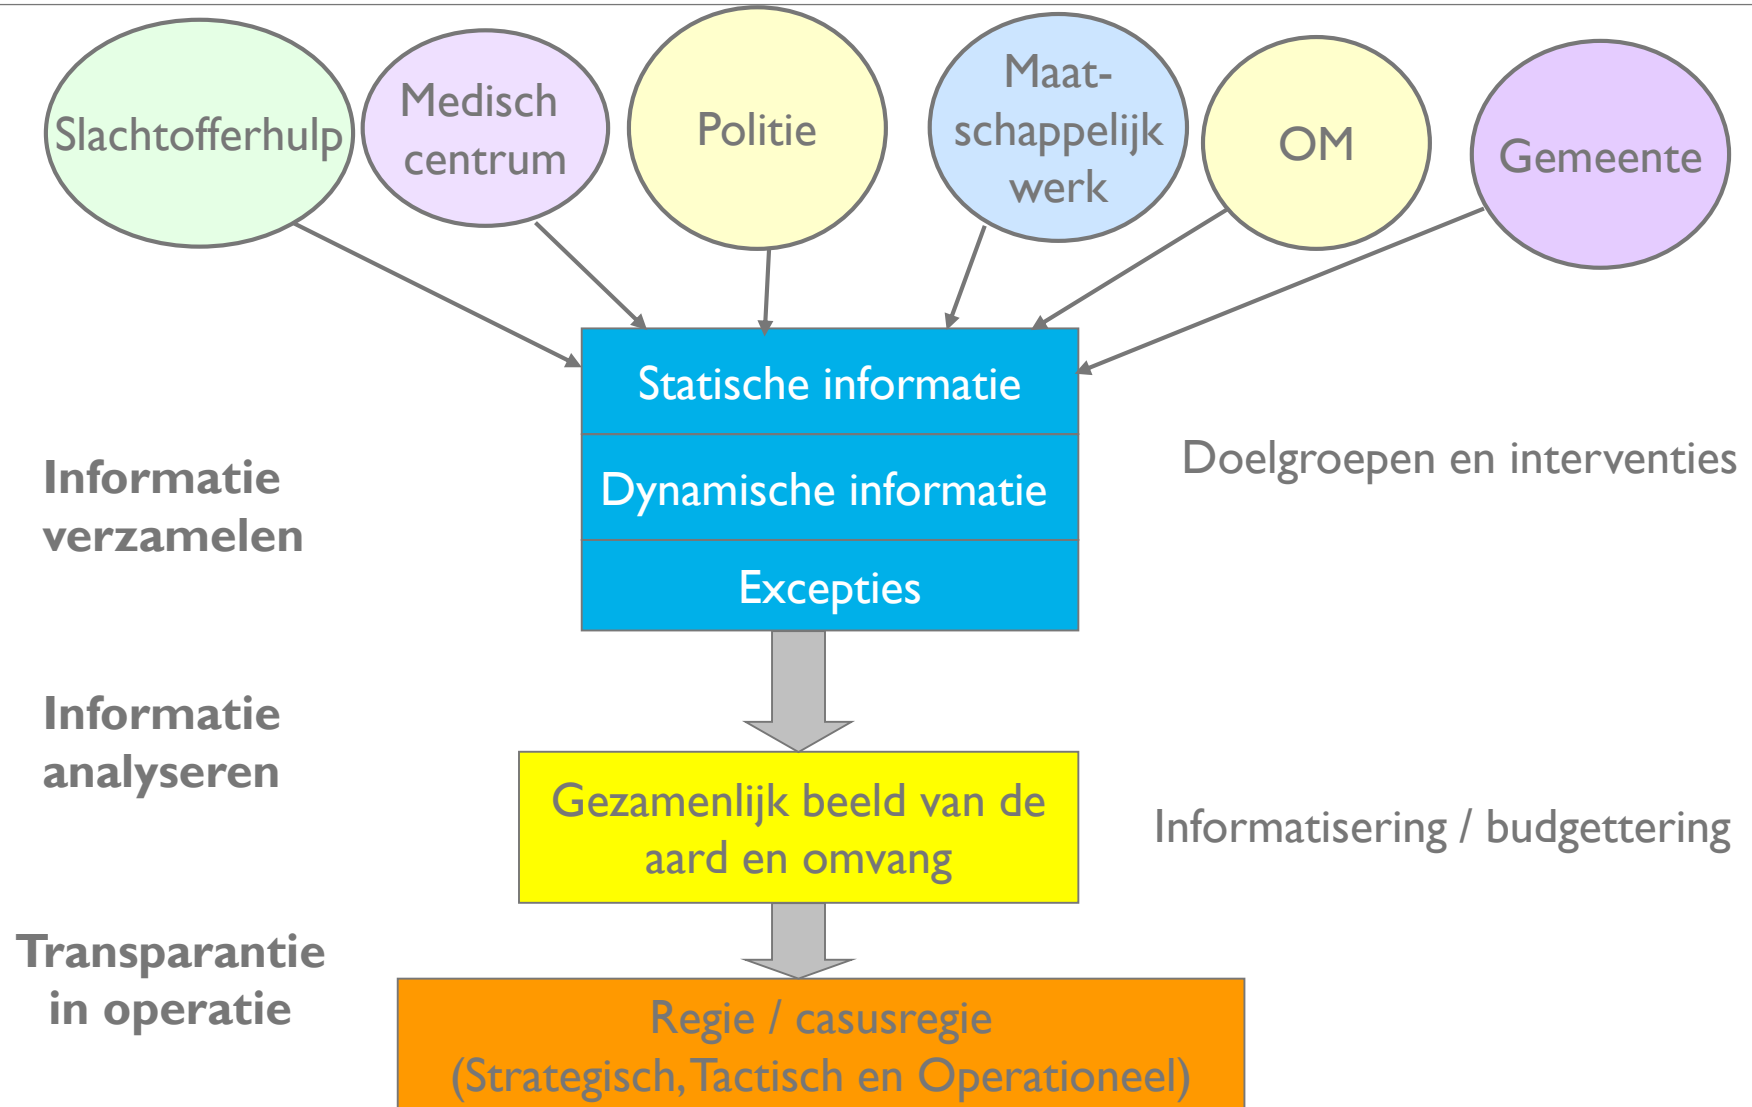 Slachtofferhulp
Medisch
centrum
Politie
Maat-
schappelijk
werk
OM
Gemeente
Statische informatie
Dynamische informatie
Excepties
Informatie
verzamelen
Doelgroepen en interventies
Informatie
analyseren
Gezamenlijk beeld van de
aard en omvang
Informatisering / budgettering
Transparantie
in operatie
Regie / casusregie
(Strategisch, Tactisch en Operationeel)